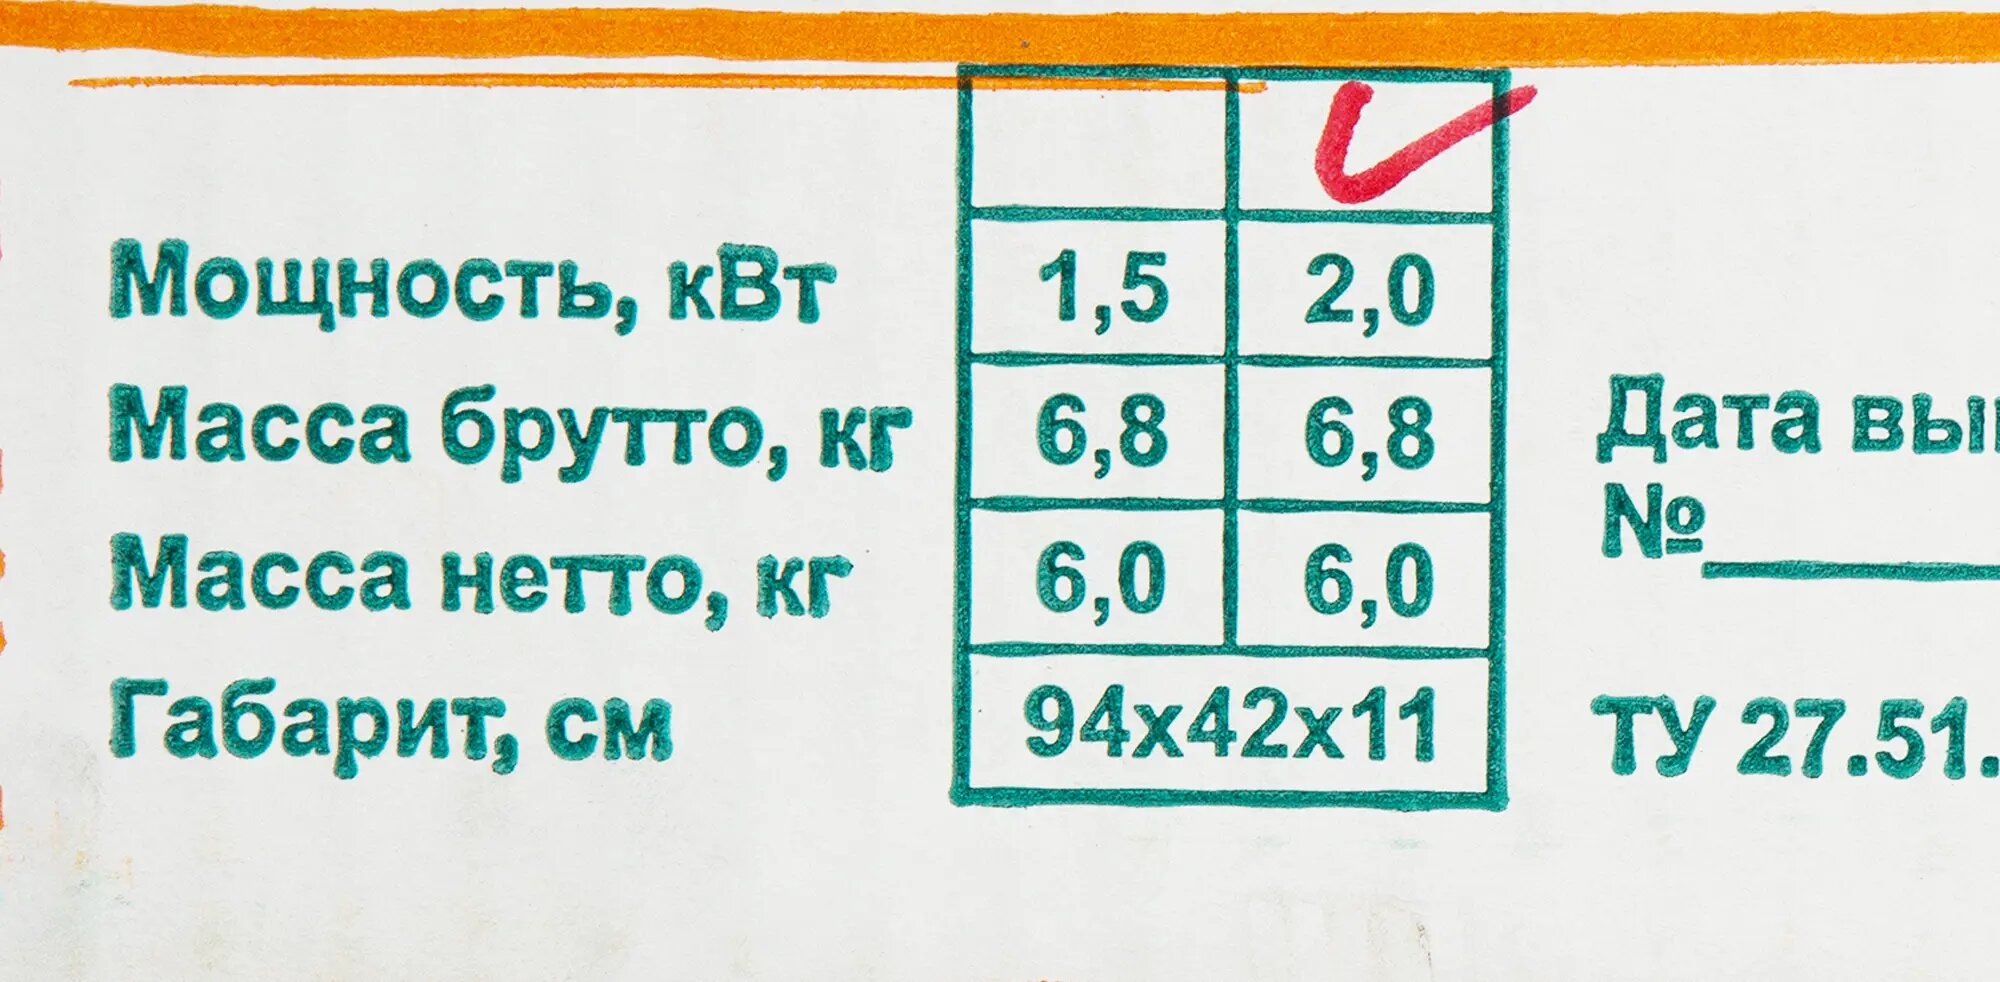 Мощность, кВт 1,5 2,0
Масса брутто, кг 6,8 6,8
Масса нетто, кг 6,0 6,0
Габарит, см 94х42х11
Дата вы
№
ТУ 27.51.